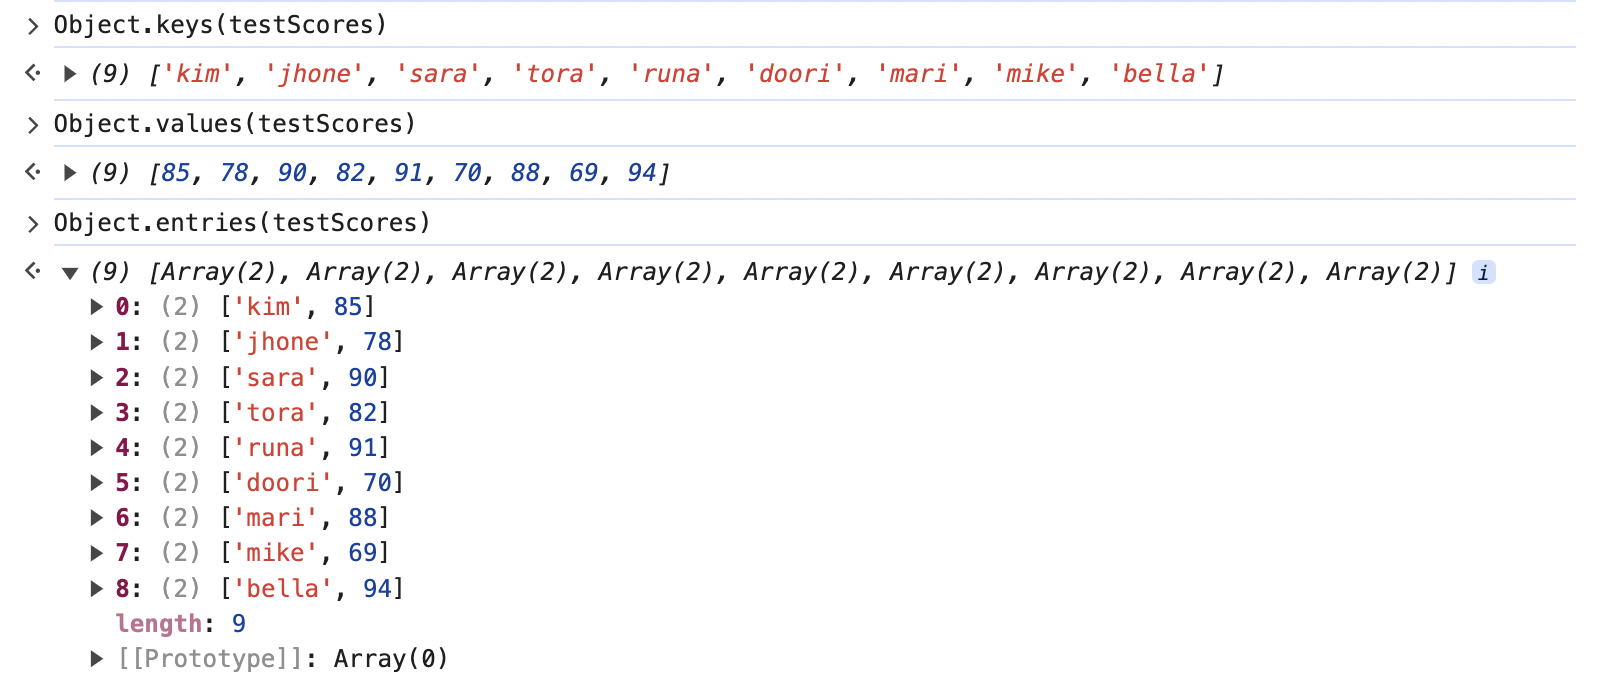 > Object.keys(testScores)
<· ▶ (9) ['kim', 'jhone', 'sara', 'tora', 'runa', 'doori', 'mari', 'mike', 'bella']
> Object.values(testScores)
<· ▶ (9) [85, 78, 90, 82, 91, 70, 88, 69, 94]
> Object.entries(testScores)
<· ▼ (9) [Array(2), Array(2), Array(2), Array(2), Array(2), Array(2), Array(2), Array(2), Array(2)] i
▶ 0: (2) ['kim', 85]
▶ 1: (2) ['jhone', 78]
▶ 2: (2) ['sara', 90]
▶ 3: (2) ['tora', 82]
▶ 4: (2) ['runa', 91]
▶ 5: (2) ['doori', 70]
▶ 6: (2) ['mari', 88]
▶ 7: (2) ['mike', 69]
▶ 8: (2) ['bella', 94]
length: 9
▶ [[Prototype]]: Array(0)